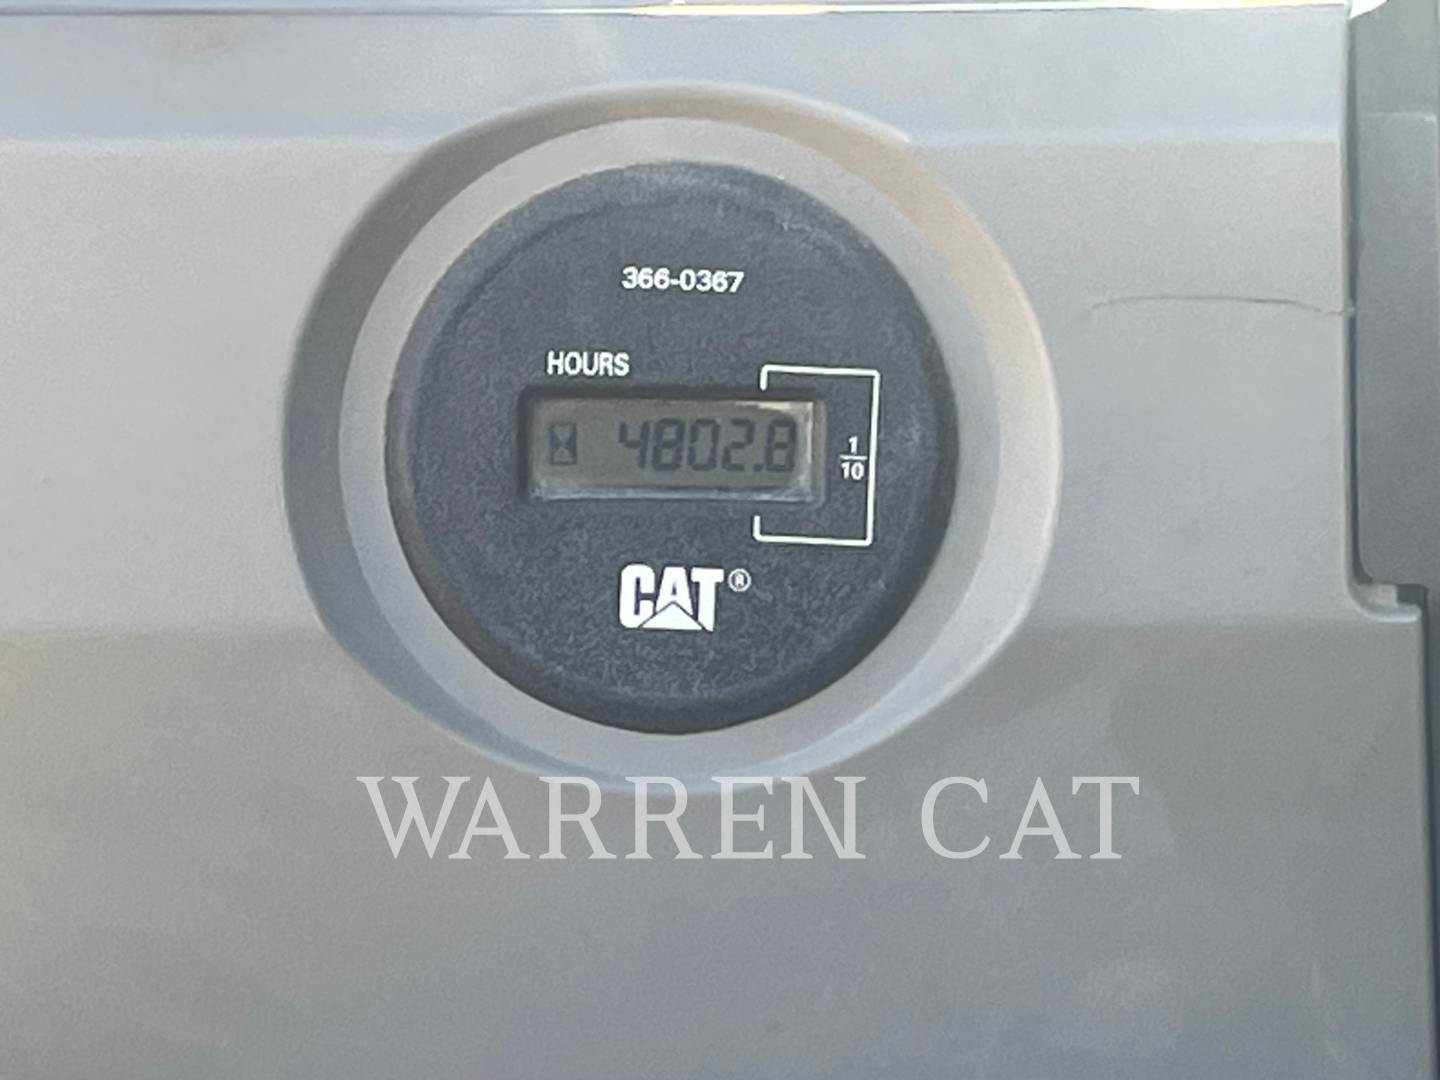 366-0367
HOURS
4802.8
1
10
CAT®
WARREN CAT